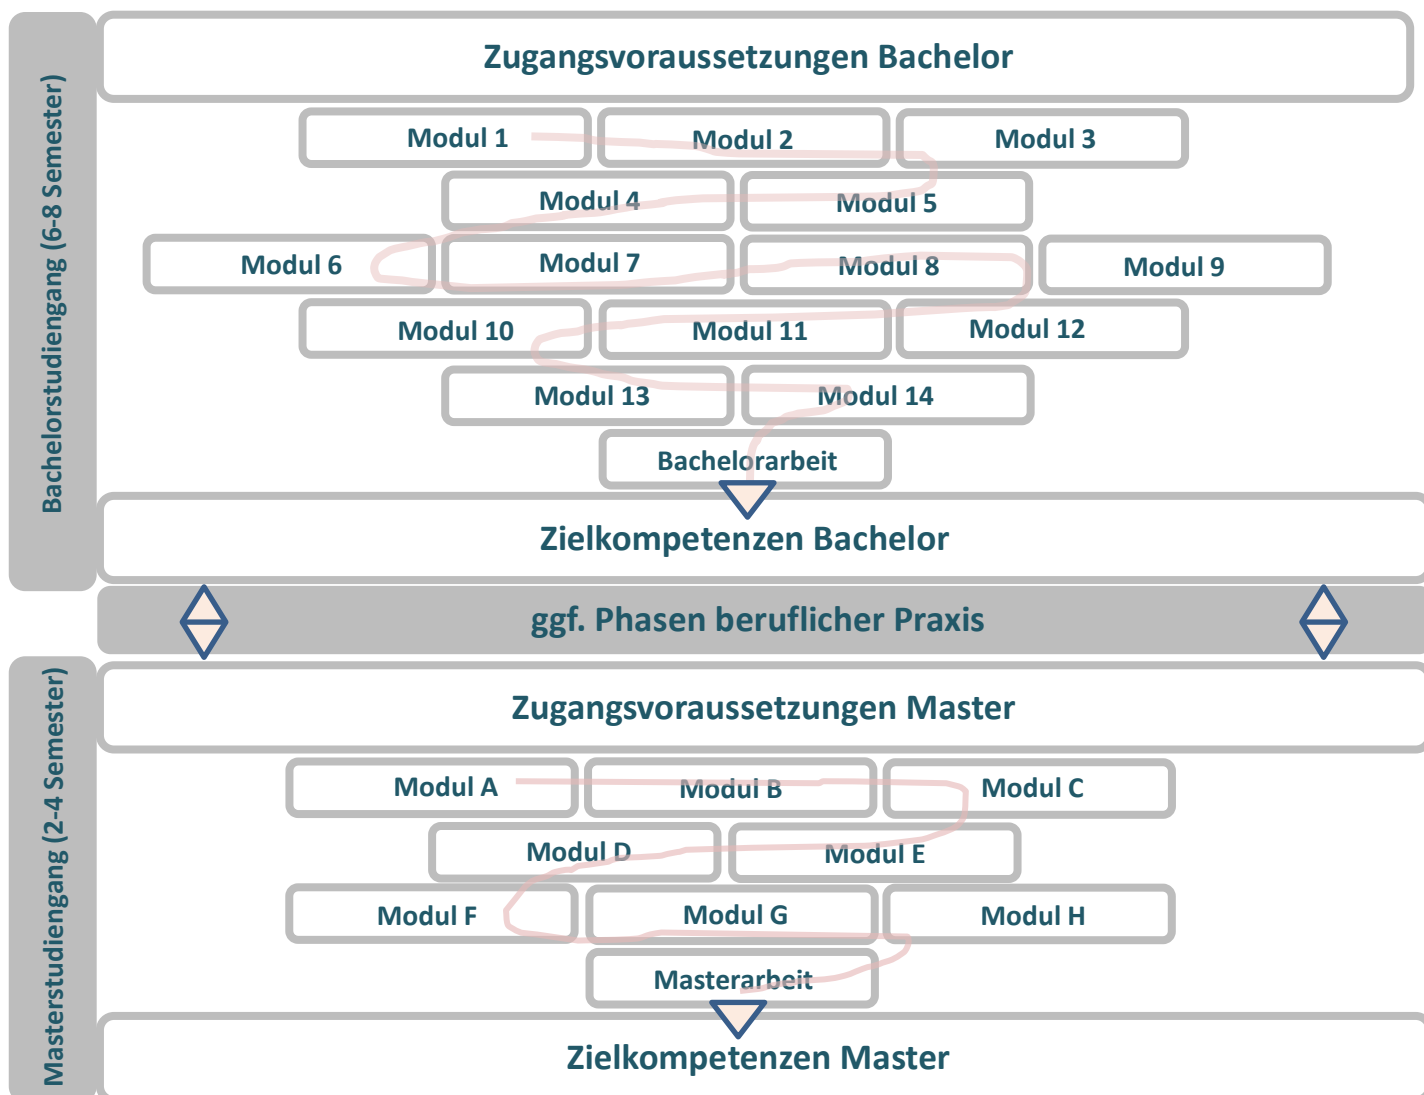 Bachelorstudiengang (6-8 Semester)
Zugangsvoraussetzungen Bachelor
Modul 1
Modul 2
Modul 3
Modul 4
Modul 5
Modul 6
Modul 7
Modul 8
Modul 9
Modul 10
Modul 11
Modul 12
Modul 13
Modul 14
Bachelorarbeit
Zielkompetenzen Bachelor
ggf. Phasen beruflicher Praxis
Masterstudiengang (2-4 Semester)
Zugangsvoraussetzungen Master
Modul A
Modul B
Modul C
Modul D
Modul E
Modul F
Modul G
Modul H
Masterarbeit
Zielkompetenzen Master